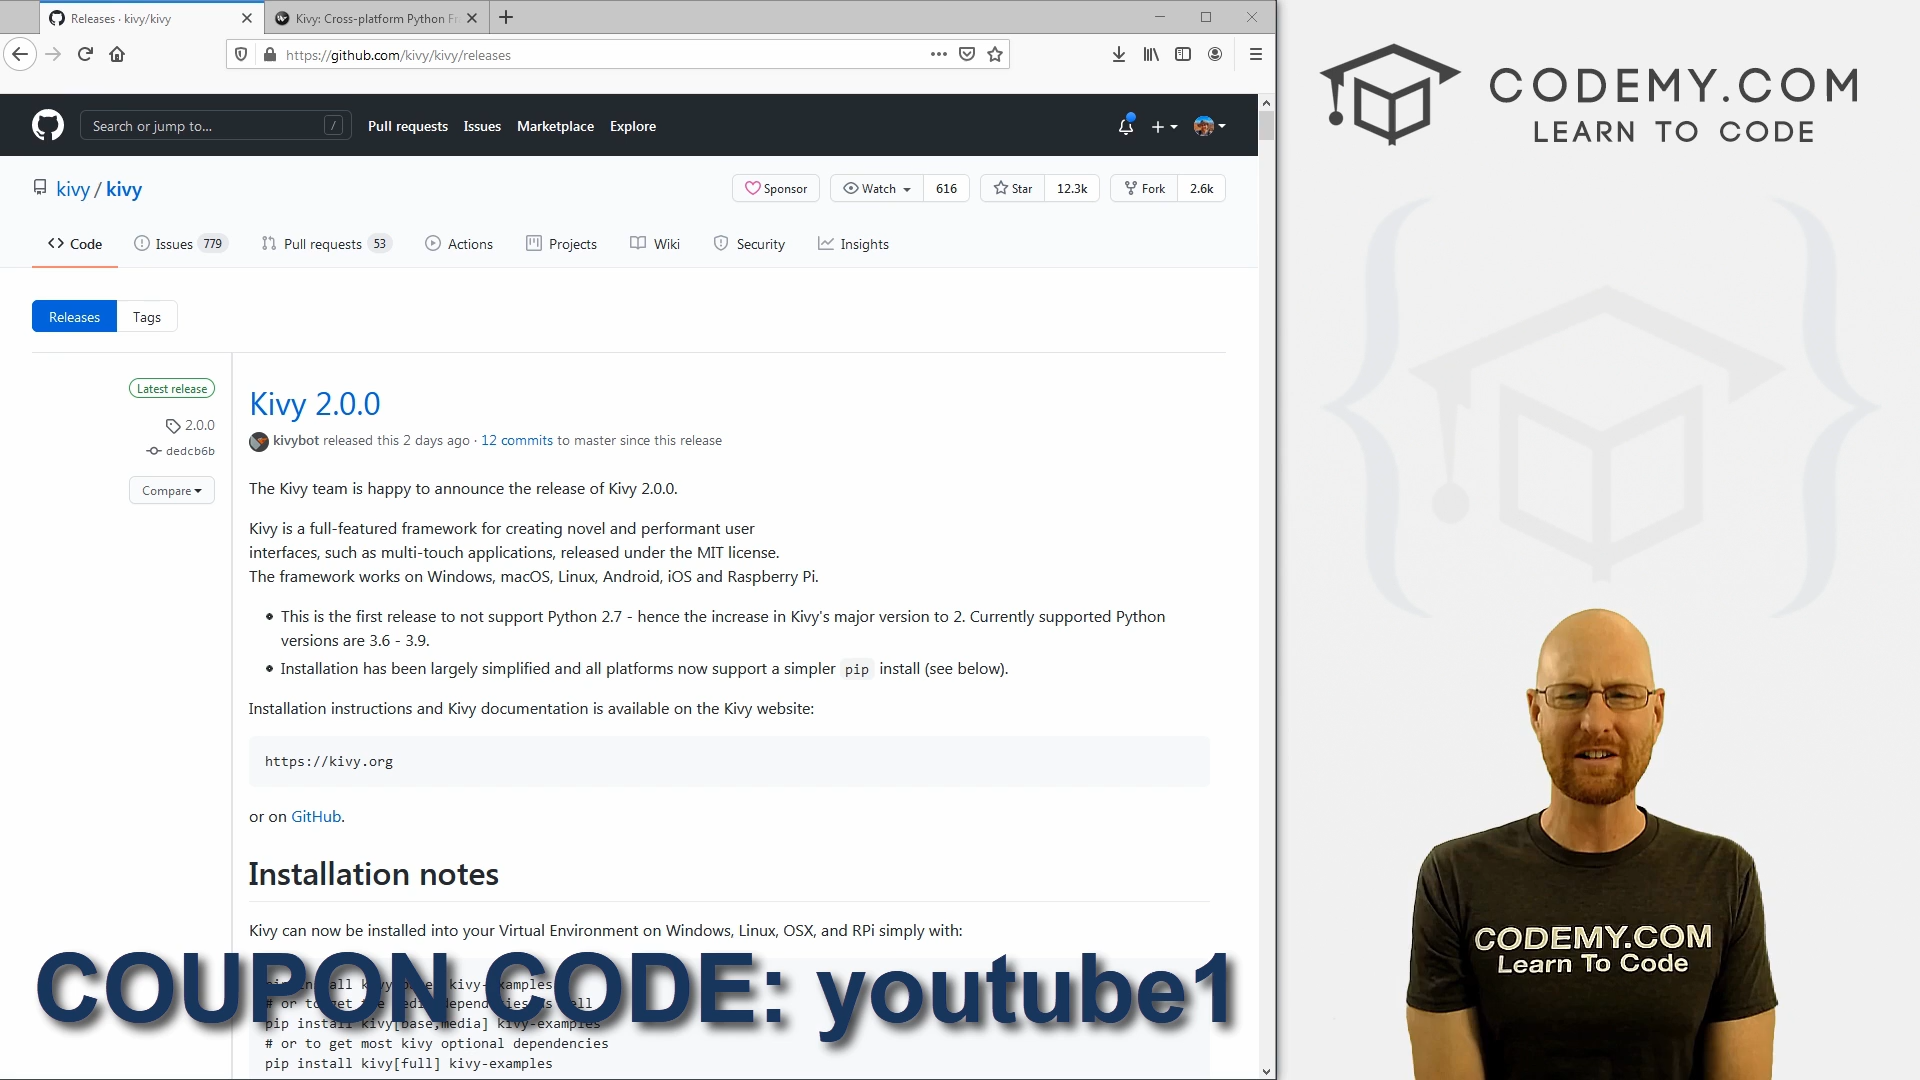 Releases · kivy/kivy
Kivy: Cross-platform Python Fr
https://github.com/kivy/kivy/releases
Search or jump to... /
Pull requests Issues Marketplace Explore
kivy / kivy
Sponsor Watch 616 Star 12.3k Fork 2.6k
Code Issues 779 Pull requests 53 Actions Projects Wiki Security Insights
Releases Tags
Latest release
2.0.0
dedcb6b
Compare
Kivy 2.0.0
kivybot released this 2 days ago · 12 commits to master since this release
The Kivy team is happy to announce the release of Kivy 2.0.0.
Kivy is a full-featured framework for creating novel and performant user
interfaces, such as multi-touch applications, released under the MIT license.
The framework works on Windows, macOS, Linux, Android, iOS and Raspberry Pi.
This is the first release to not support Python 2.7 - hence the increase in Kivy's major version to 2. Currently supported Python
versions are 3.6 - 3.9.
Installation has been largely simplified and all platforms now support a simpler pip install (see below).
Installation instructions and Kivy documentation is available on the Kivy website:
https://kivy.org
or on GitHub.
Installation notes
Kivy can now be installed into your Virtual Environment on Windows, Linux, OSX, and RPi simply with:
COUPON CODE: youtube1
pip install kivy[base,media] kivy-examples
# or to get most kivy optional dependencies
pip install kivy[full] kivy-examples
CODEMY.COM
LEARN TO CODE
CODEMY.COM
Learn To Code